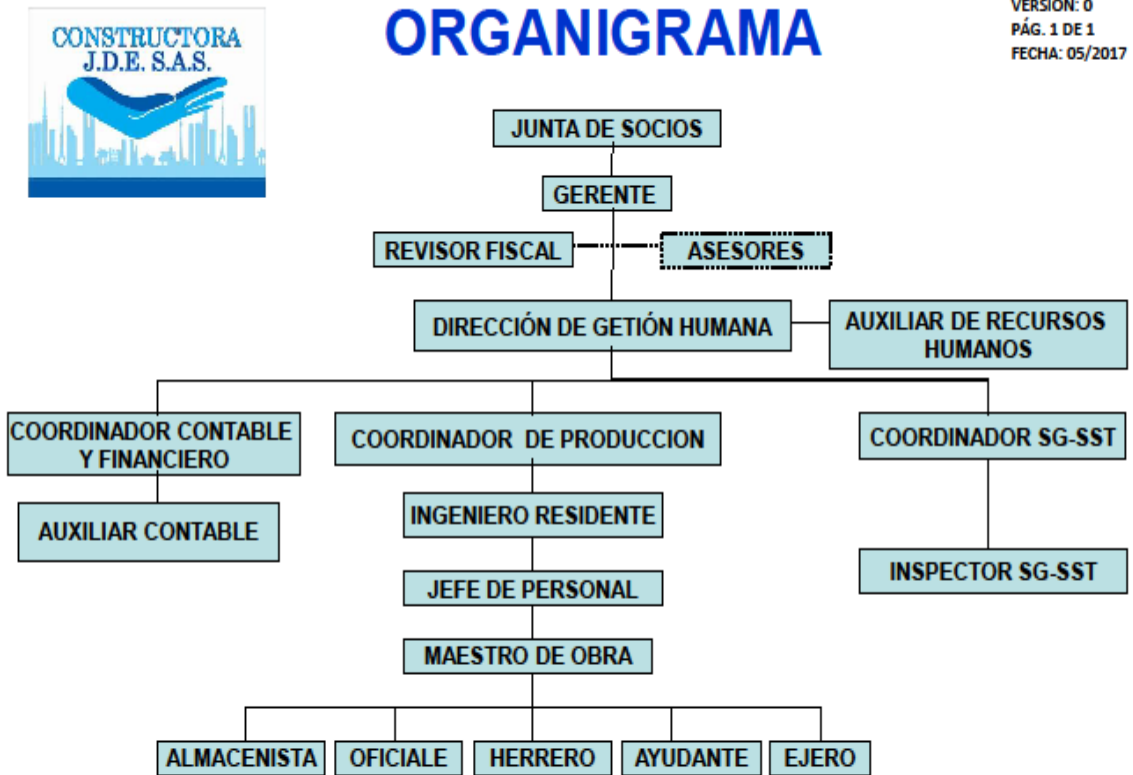 CONSTRUCTORA
J.D.E. S.A.S.
ORGANIGRAMA
VERSIÓN: 0
PÁG. 1 DE 1
FECHA: 05/2017
JUNTA DE SOCIOS
GERENTE
REVISOR FISCAL
ASESORES
DIRECCIÓN DE GETIÓN HUMANA
AUXILIAR DE RECURSOS
HUMANOS
COORDINADOR CONTABLE
Y FINANCIERO
COORDINADOR DE PRODUCCION
COORDINADOR SG-SST
AUXILIAR CONTABLE
INGENIERO RESIDENTE
INSPECTOR SG-SST
JEFE DE PERSONAL
MAESTRO DE OBRA
ALMACENISTA
OFICIALE
HERRERO
AYUDANTE
EJERO